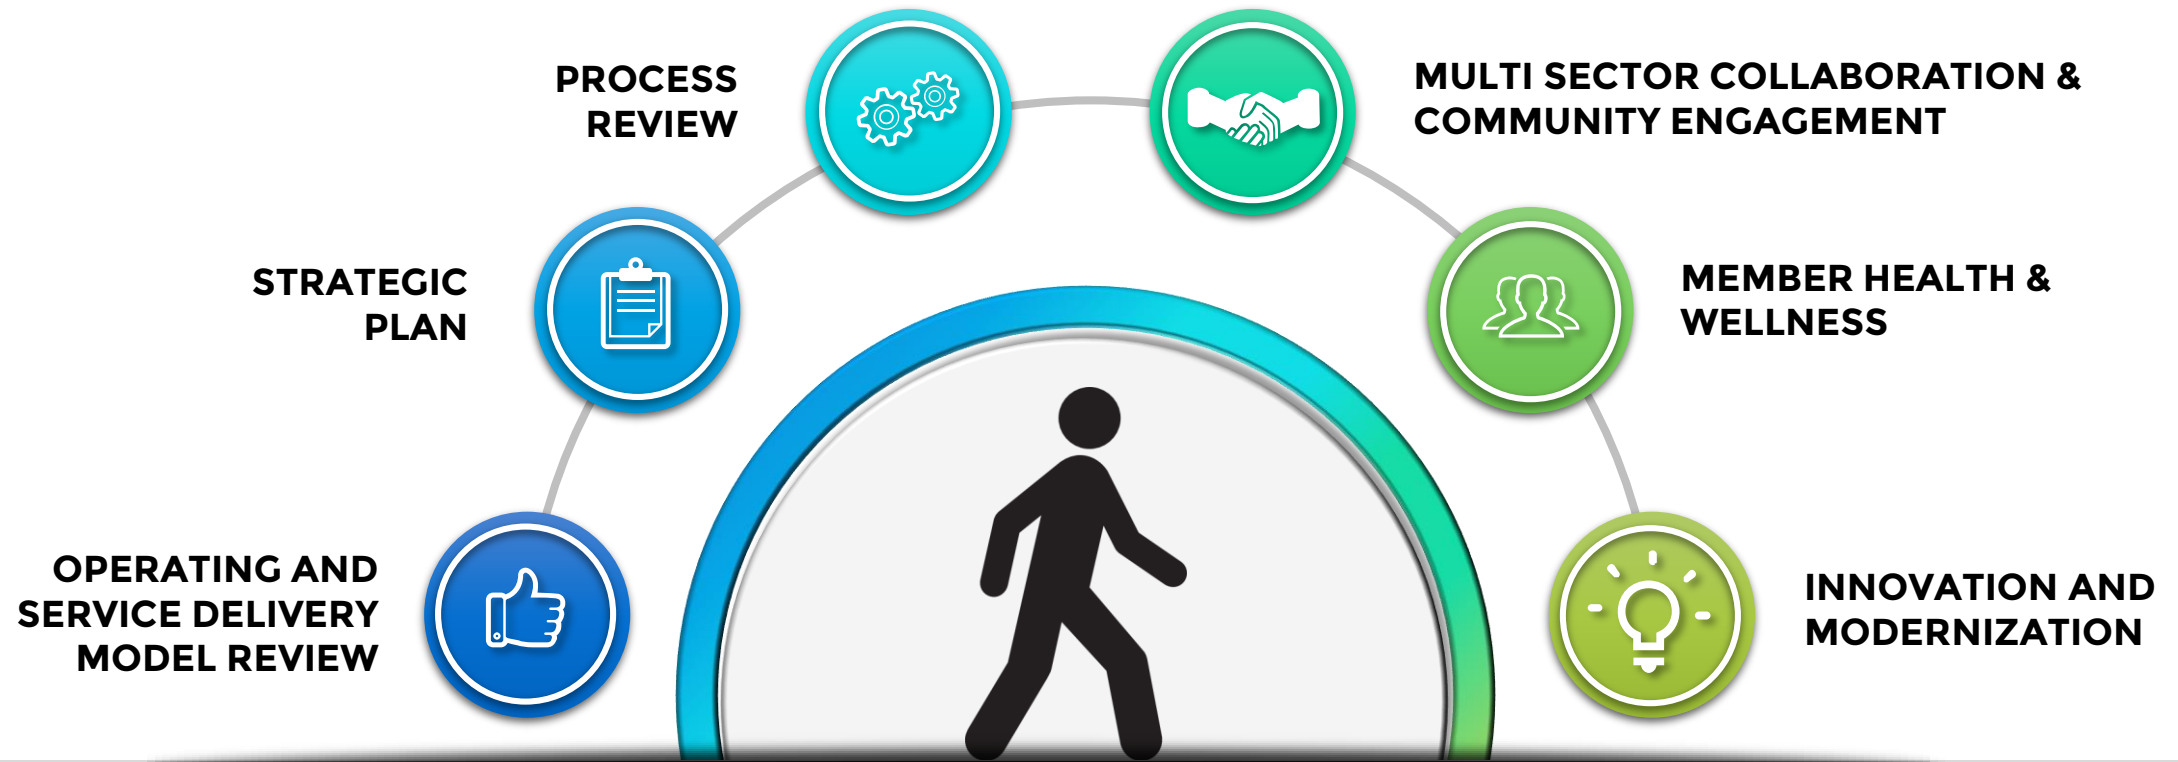 PROCESS
REVIEW
MULTI SECTOR COLLABORATION &
COMMUNITY ENGAGEMENT
STRATEGIC
PLAN
MEMBER HEALTH &
WELLNESS
OPERATING AND
SERVICE DELIVERY
MODEL REVIEW
INNOVATION AND
MODERNIZATION